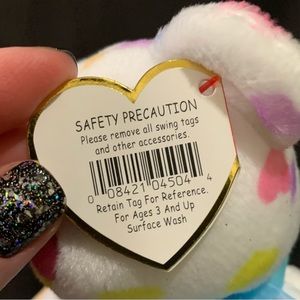 SAFETY PRECAUTION
Please remove all swing tags
and other accessories.
0 08421 04504 4
Retain Tag For Reference.
For Ages 3 And Up
Surface Wash